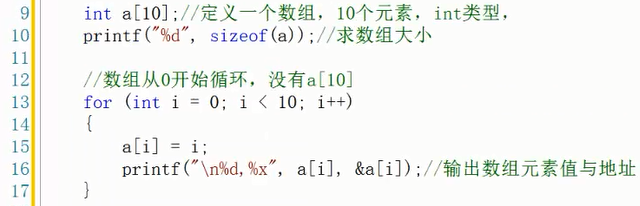 9 int a[10];//定义一个数组，10个元素，int类型，
10 printf("%d", sizeof(a));//求数组大小
11
12 //数组从0开始循环，没有a[10]
13 for (int i = 0; i < 10; i++)
14 {
15 a[i] = i;
16 printf("\n%d,%x", a[i], &a[i]);//输出数组元素值与地址
17 }